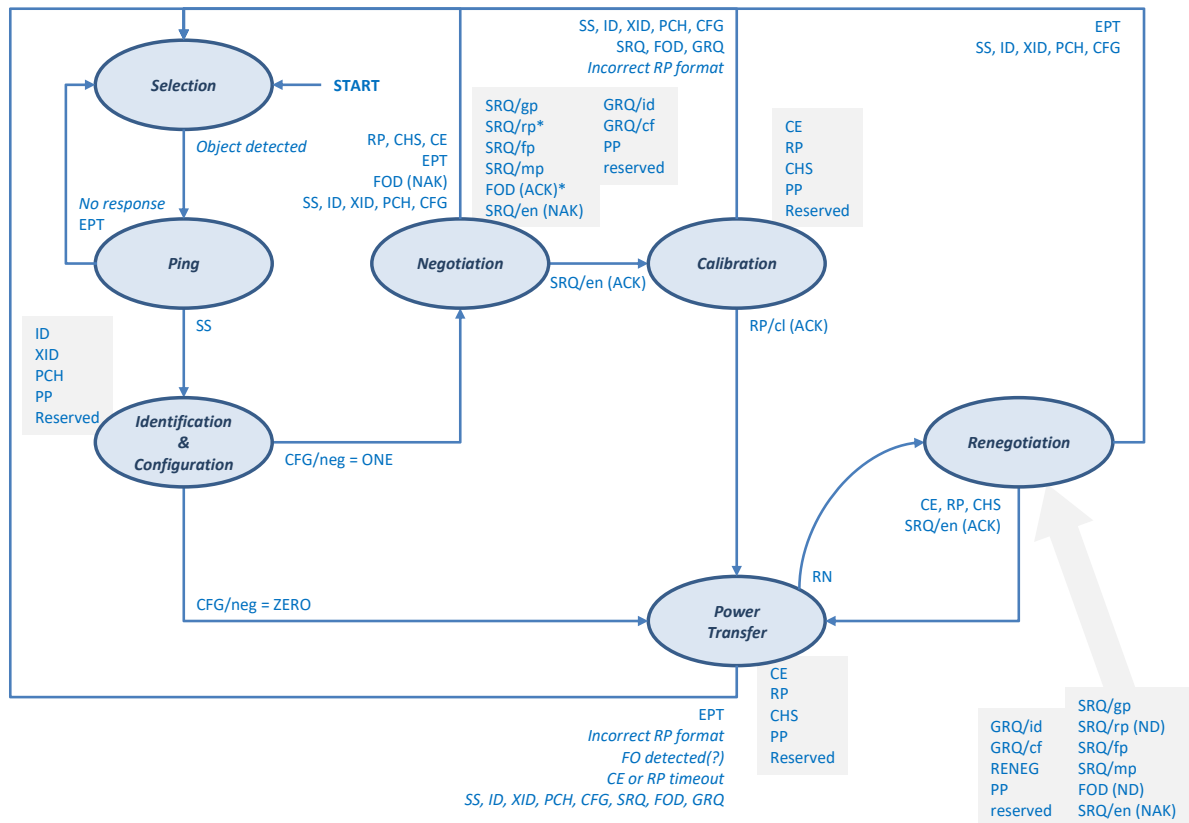 SS, ID, XID, PCH, CFG
SRQ, FOD, GRQ
Incorrect RP format
EPT
SS, ID, XID, PCH, CFG
Selection
START
Object detected
No response
EPT
Ping
SS
RP, CHS, CE
EPT
FOD (NAK)
SS, ID, XID, PCH, CFG
SRQ/gp
SRQ/rp*
SRQ/fp
SRQ/mp
FOD (ACK)*
SRQ/en (NAK)
GRQ/id
GRQ/cf
PP
reserved
Negotiation
SRQ/en (ACK)
CE
RP
CHS
PP
Reserved
Calibration
RP/cl (ACK)
ID
XID
PCH
PP
Reserved
Identification
&
Configuration
CFG/neg = ONE
CFG/neg = ZERO
Renegotiation
CE, RP, CHS
SRQ/en (ACK)
RN
Power
Transfer
CE
RP
CHS
PP
Reserved
EPT
Incorrect RP format
FO detected(?)
CE or RP timeout
SS, ID, XID, PCH, CFG, SRQ, FOD, GRQ
GRQ/id
GRQ/cf
RENEG
PP
reserved
SRQ/gp
SRQ/rp (ND)
SRQ/fp
SRQ/mp
FOD (ND)
SRQ/en (NAK)